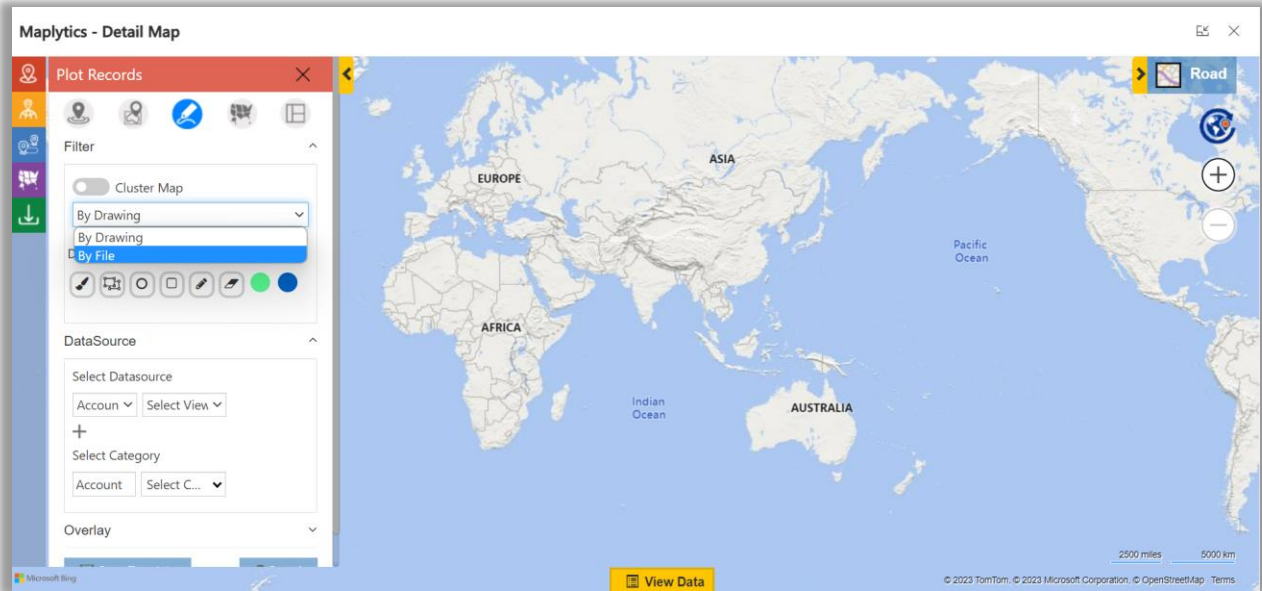 Maplytics - Detail Map
Plot Records
Filter
Cluster Map
By Drawing
By Drawing
By File
DataSource
Select Datasource
Accoun
Select View
Select Category
Account
Select C...
Overlay
Microsoft Bing
EUROPE
ASIA
AFRICA
Indian
Ocean
AUSTRALIA
Pacific
Ocean
Road
2500 miles
5000 km
View Data
© 2023 TomTom, © 2023 Microsoft Corporation, © OpenStreetMap Terms